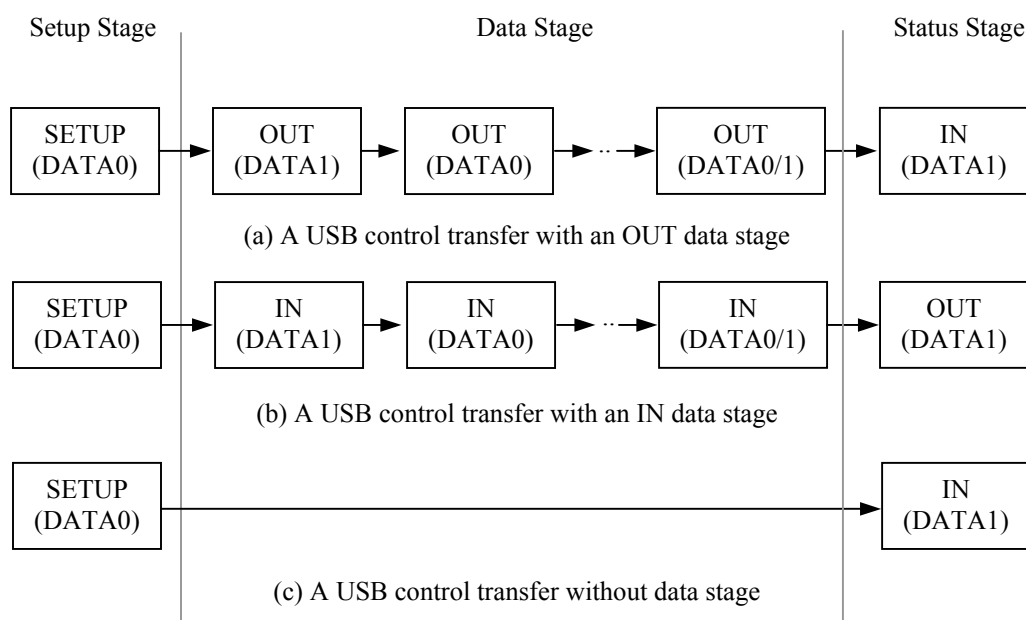 Setup Stage
Data Stage
Status Stage
SETUP
(DATA0)
OUT
(DATA1)
OUT
(DATA0)
..
OUT
(DATA0/1)
IN
(DATA1)
(a) A USB control transfer with an OUT data stage
SETUP
(DATA0)
IN
(DATA1)
IN
(DATA0)
..
IN
(DATA0/1)
OUT
(DATA1)
(b) A USB control transfer with an IN data stage
SETUP
(DATA0)
IN
(DATA1)
(c) A USB control transfer without data stage